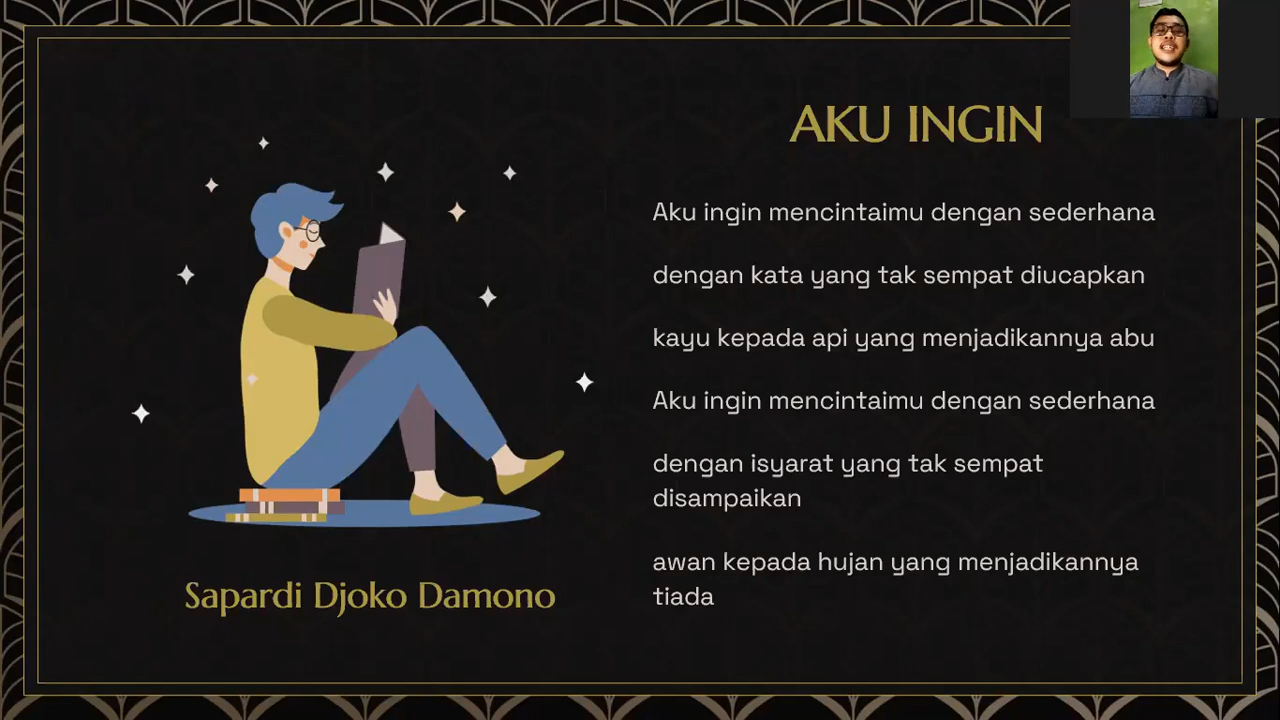 AKU INGIN
Aku ingin mencintaimu dengan sederhana
dengan kata yang tak sempat diucapkan
kayu kepada api yang menjadikannya abu
Aku ingin mencintaimu dengan sederhana
dengan isyarat yang tak sempat
disampaikan
awan kepada hujan yang menjadikannya
tiada
Sapardi Djoko Damono